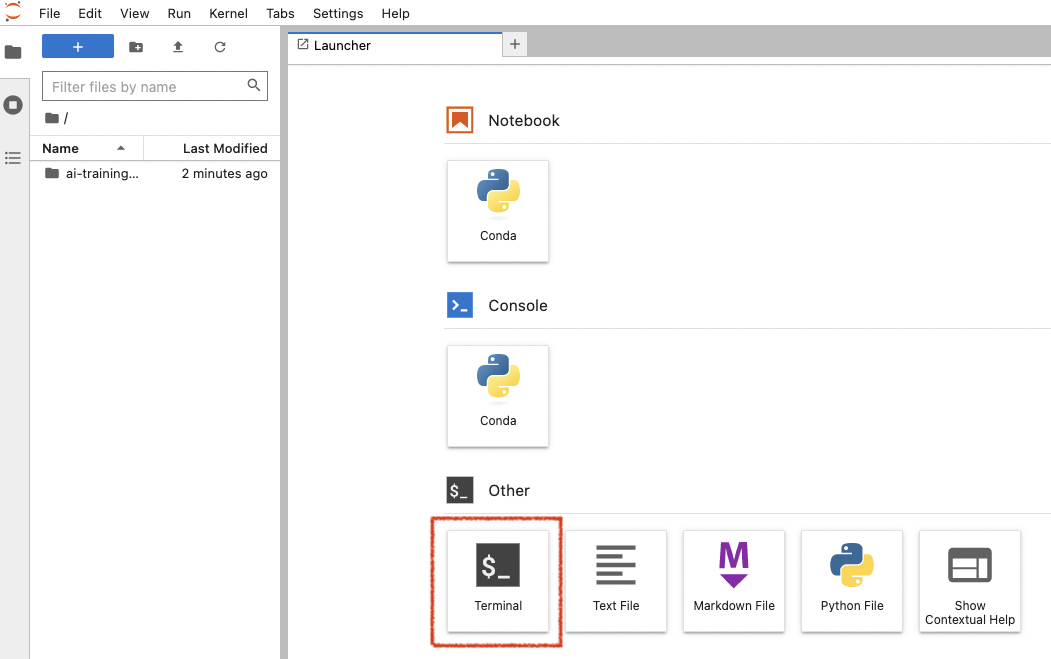 File Edit View Run Kernel Tabs Settings Help
+
Launcher
+
Filter files by name
/
Name Last Modified
ai-training... 2 minutes ago
Notebook
Conda
>_ Console
Conda
$_ Other
$_
Terminal
Text File
M
Markdown File
Python File
Show
Contextual Help